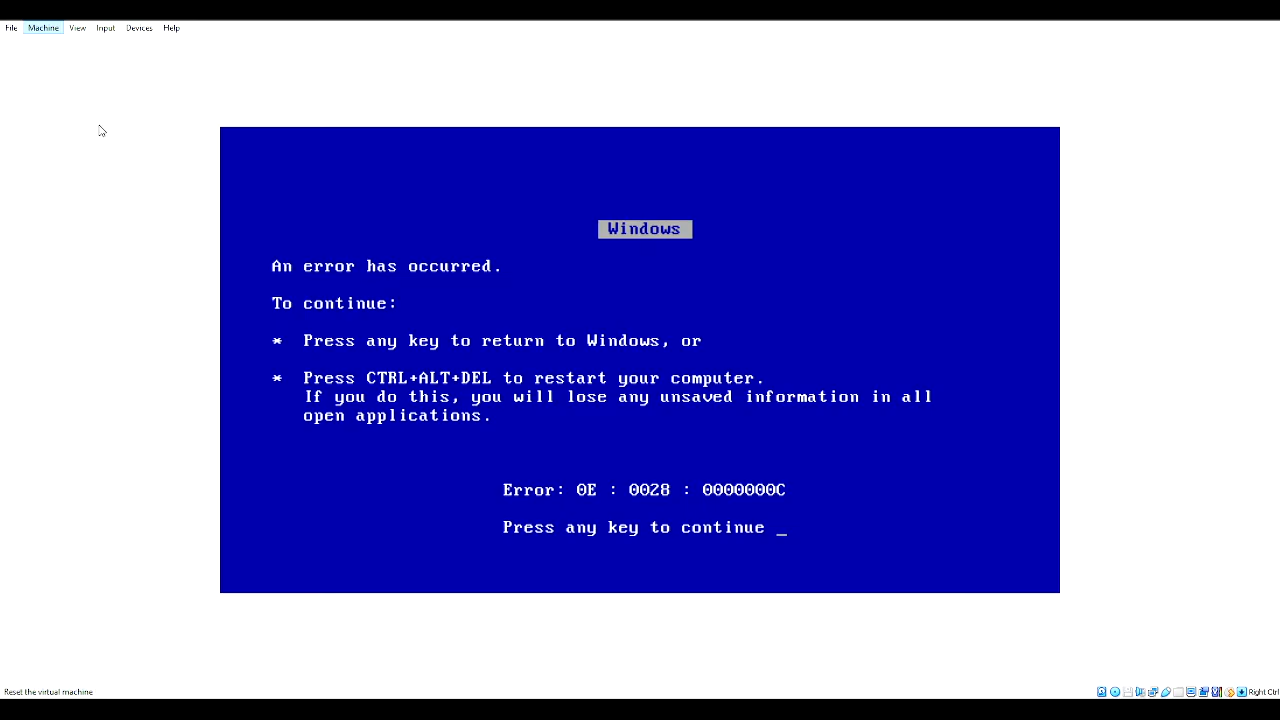 File Machine View Input Devices Help
Windows
An error has occurred.
To continue:
* Press any key to return to Windows, or
* Press CTRL+ALT+DEL to restart your computer.
If you do this, you will lose any unsaved information in all
open applications.
Error: 0E : 0028 : 0000000C
Press any key to continue _
Reset the virtual machine
Right Ctrl